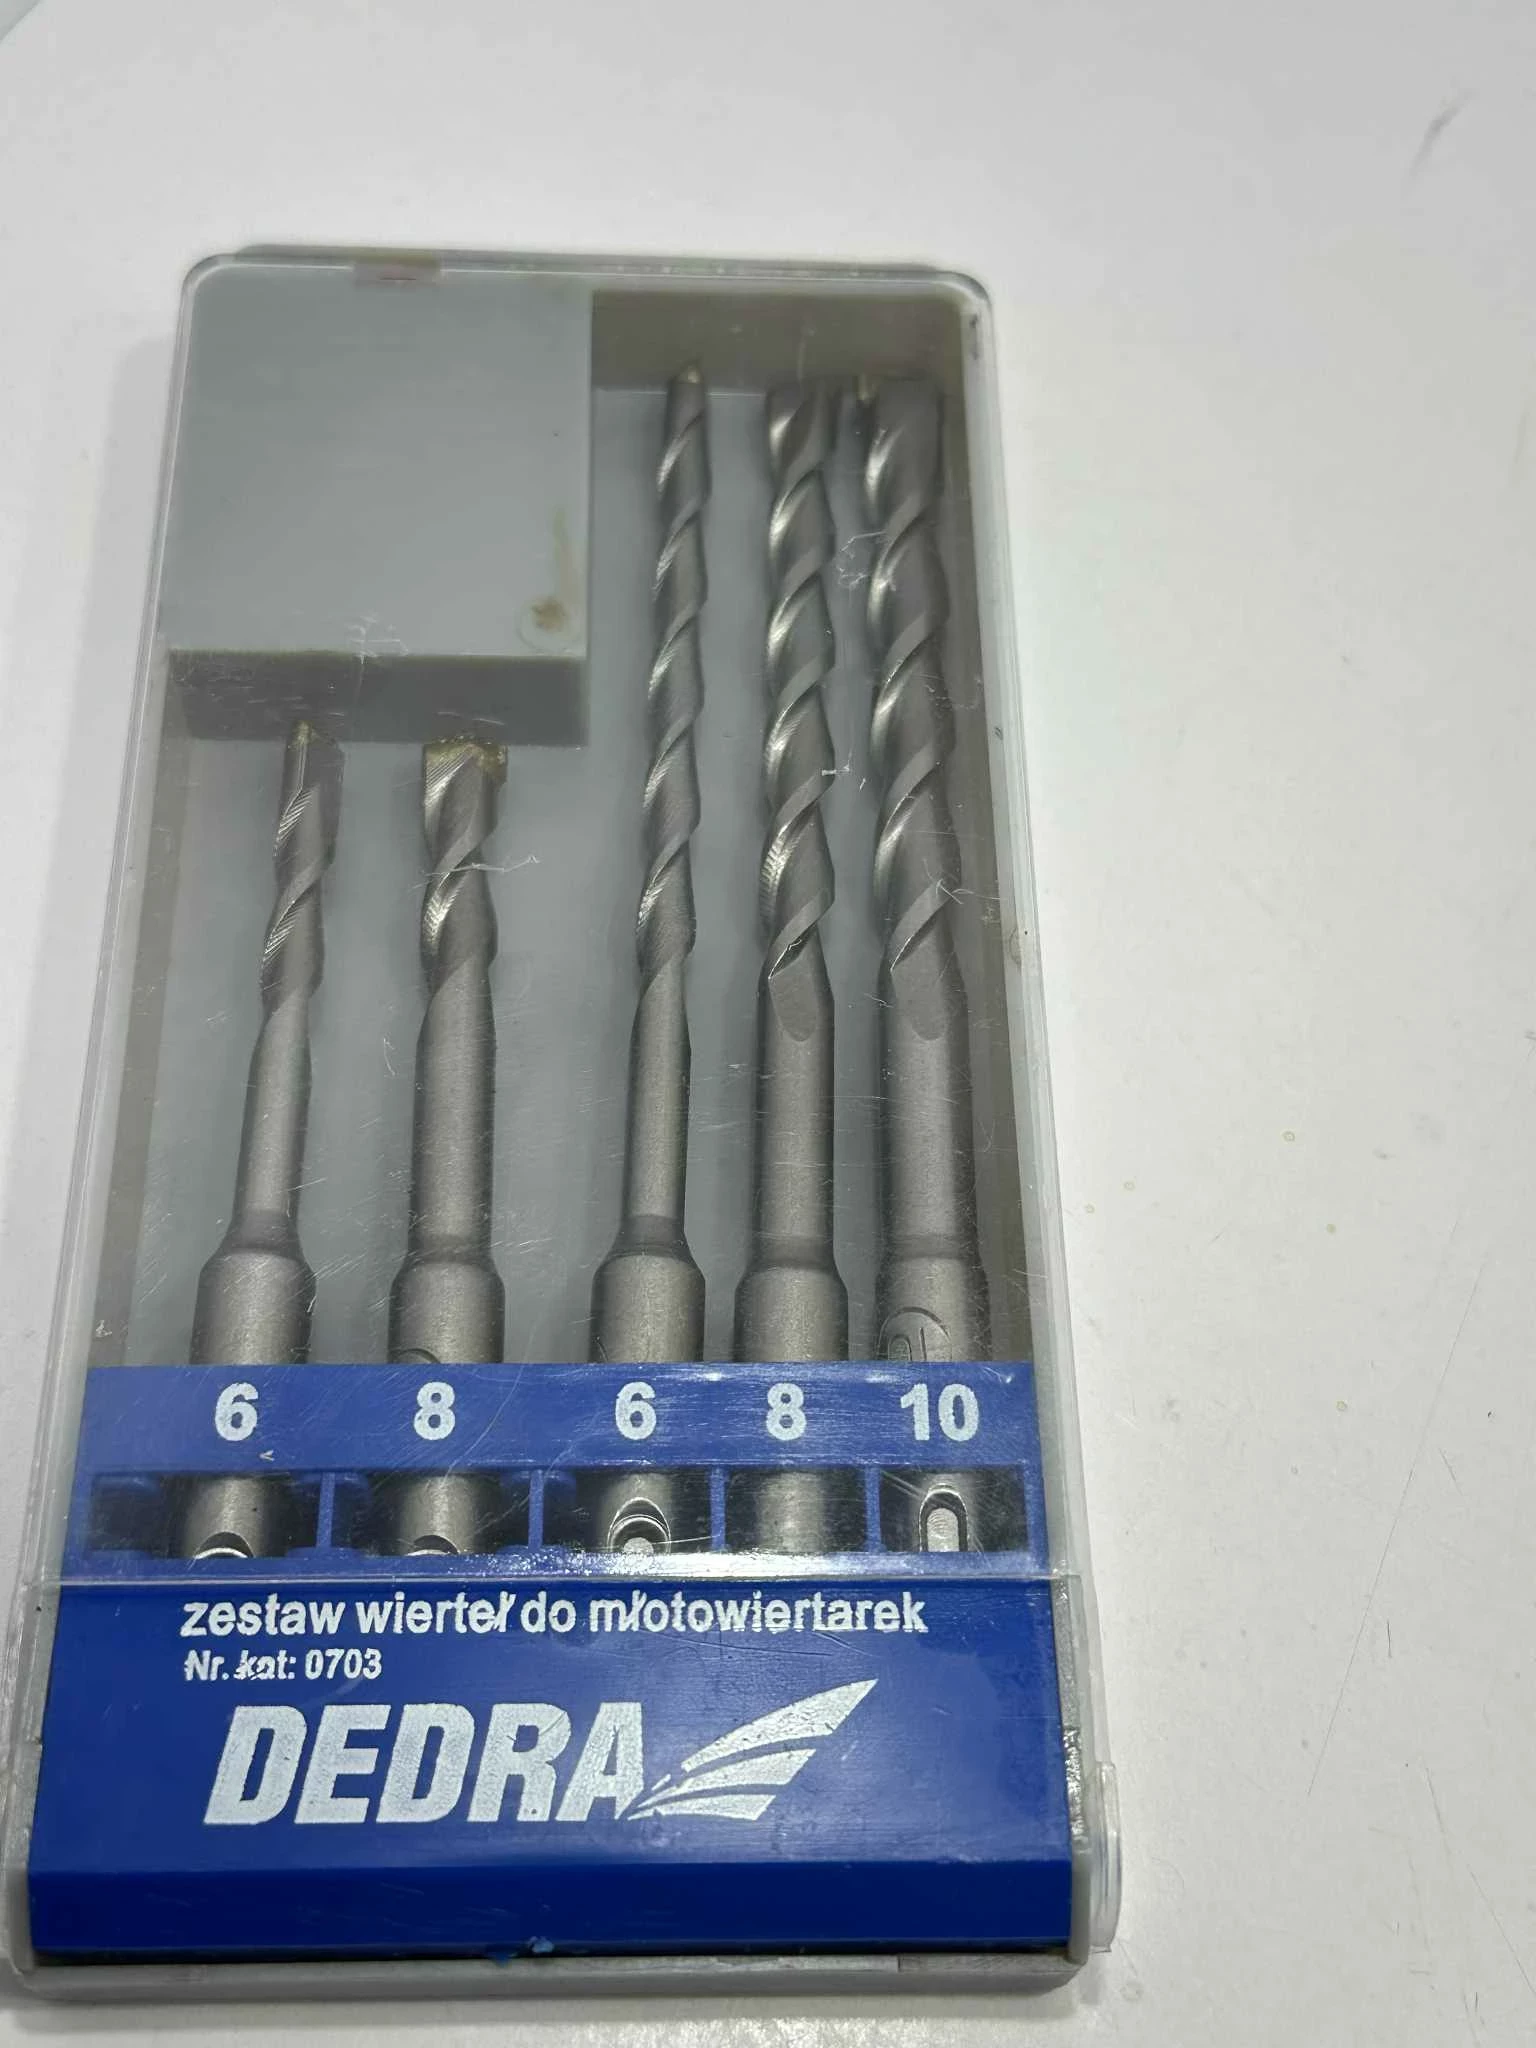 6 8 6 8 10
zestaw wierteł do młotowiertarek
Nr. kat: 0703
DEDRA